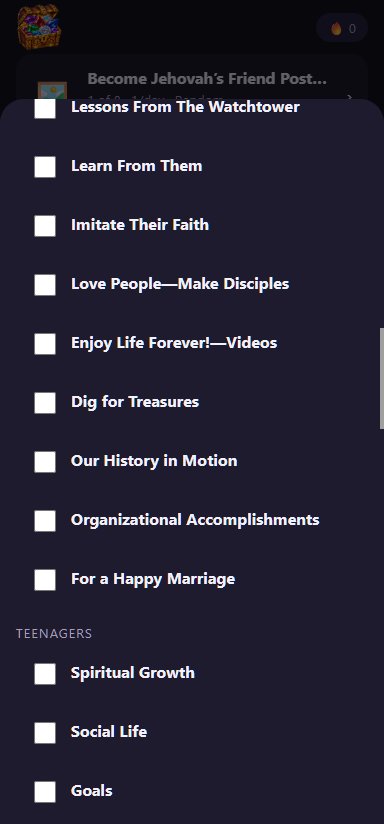 0
Become Jehovah's Friend Post...
Lessons From The Watchtower
Learn From Them
Imitate Their Faith
Love People—Make Disciples
Enjoy Life Forever!—Videos
Dig for Treasures
Our History in Motion
Organizational Accomplishments
For a Happy Marriage
TEENAGERS
Spiritual Growth
Social Life
Goals